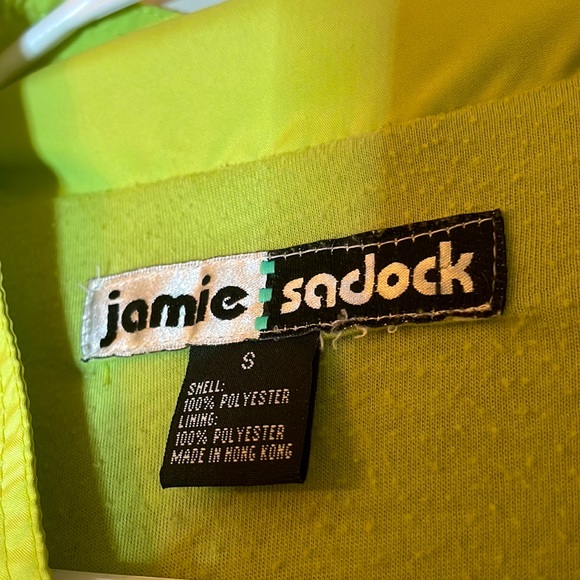 jamie sadock
S
SHELL:
100% POLYESTER
LINING:
100% POLYESTER
MADE IN HONG KONG